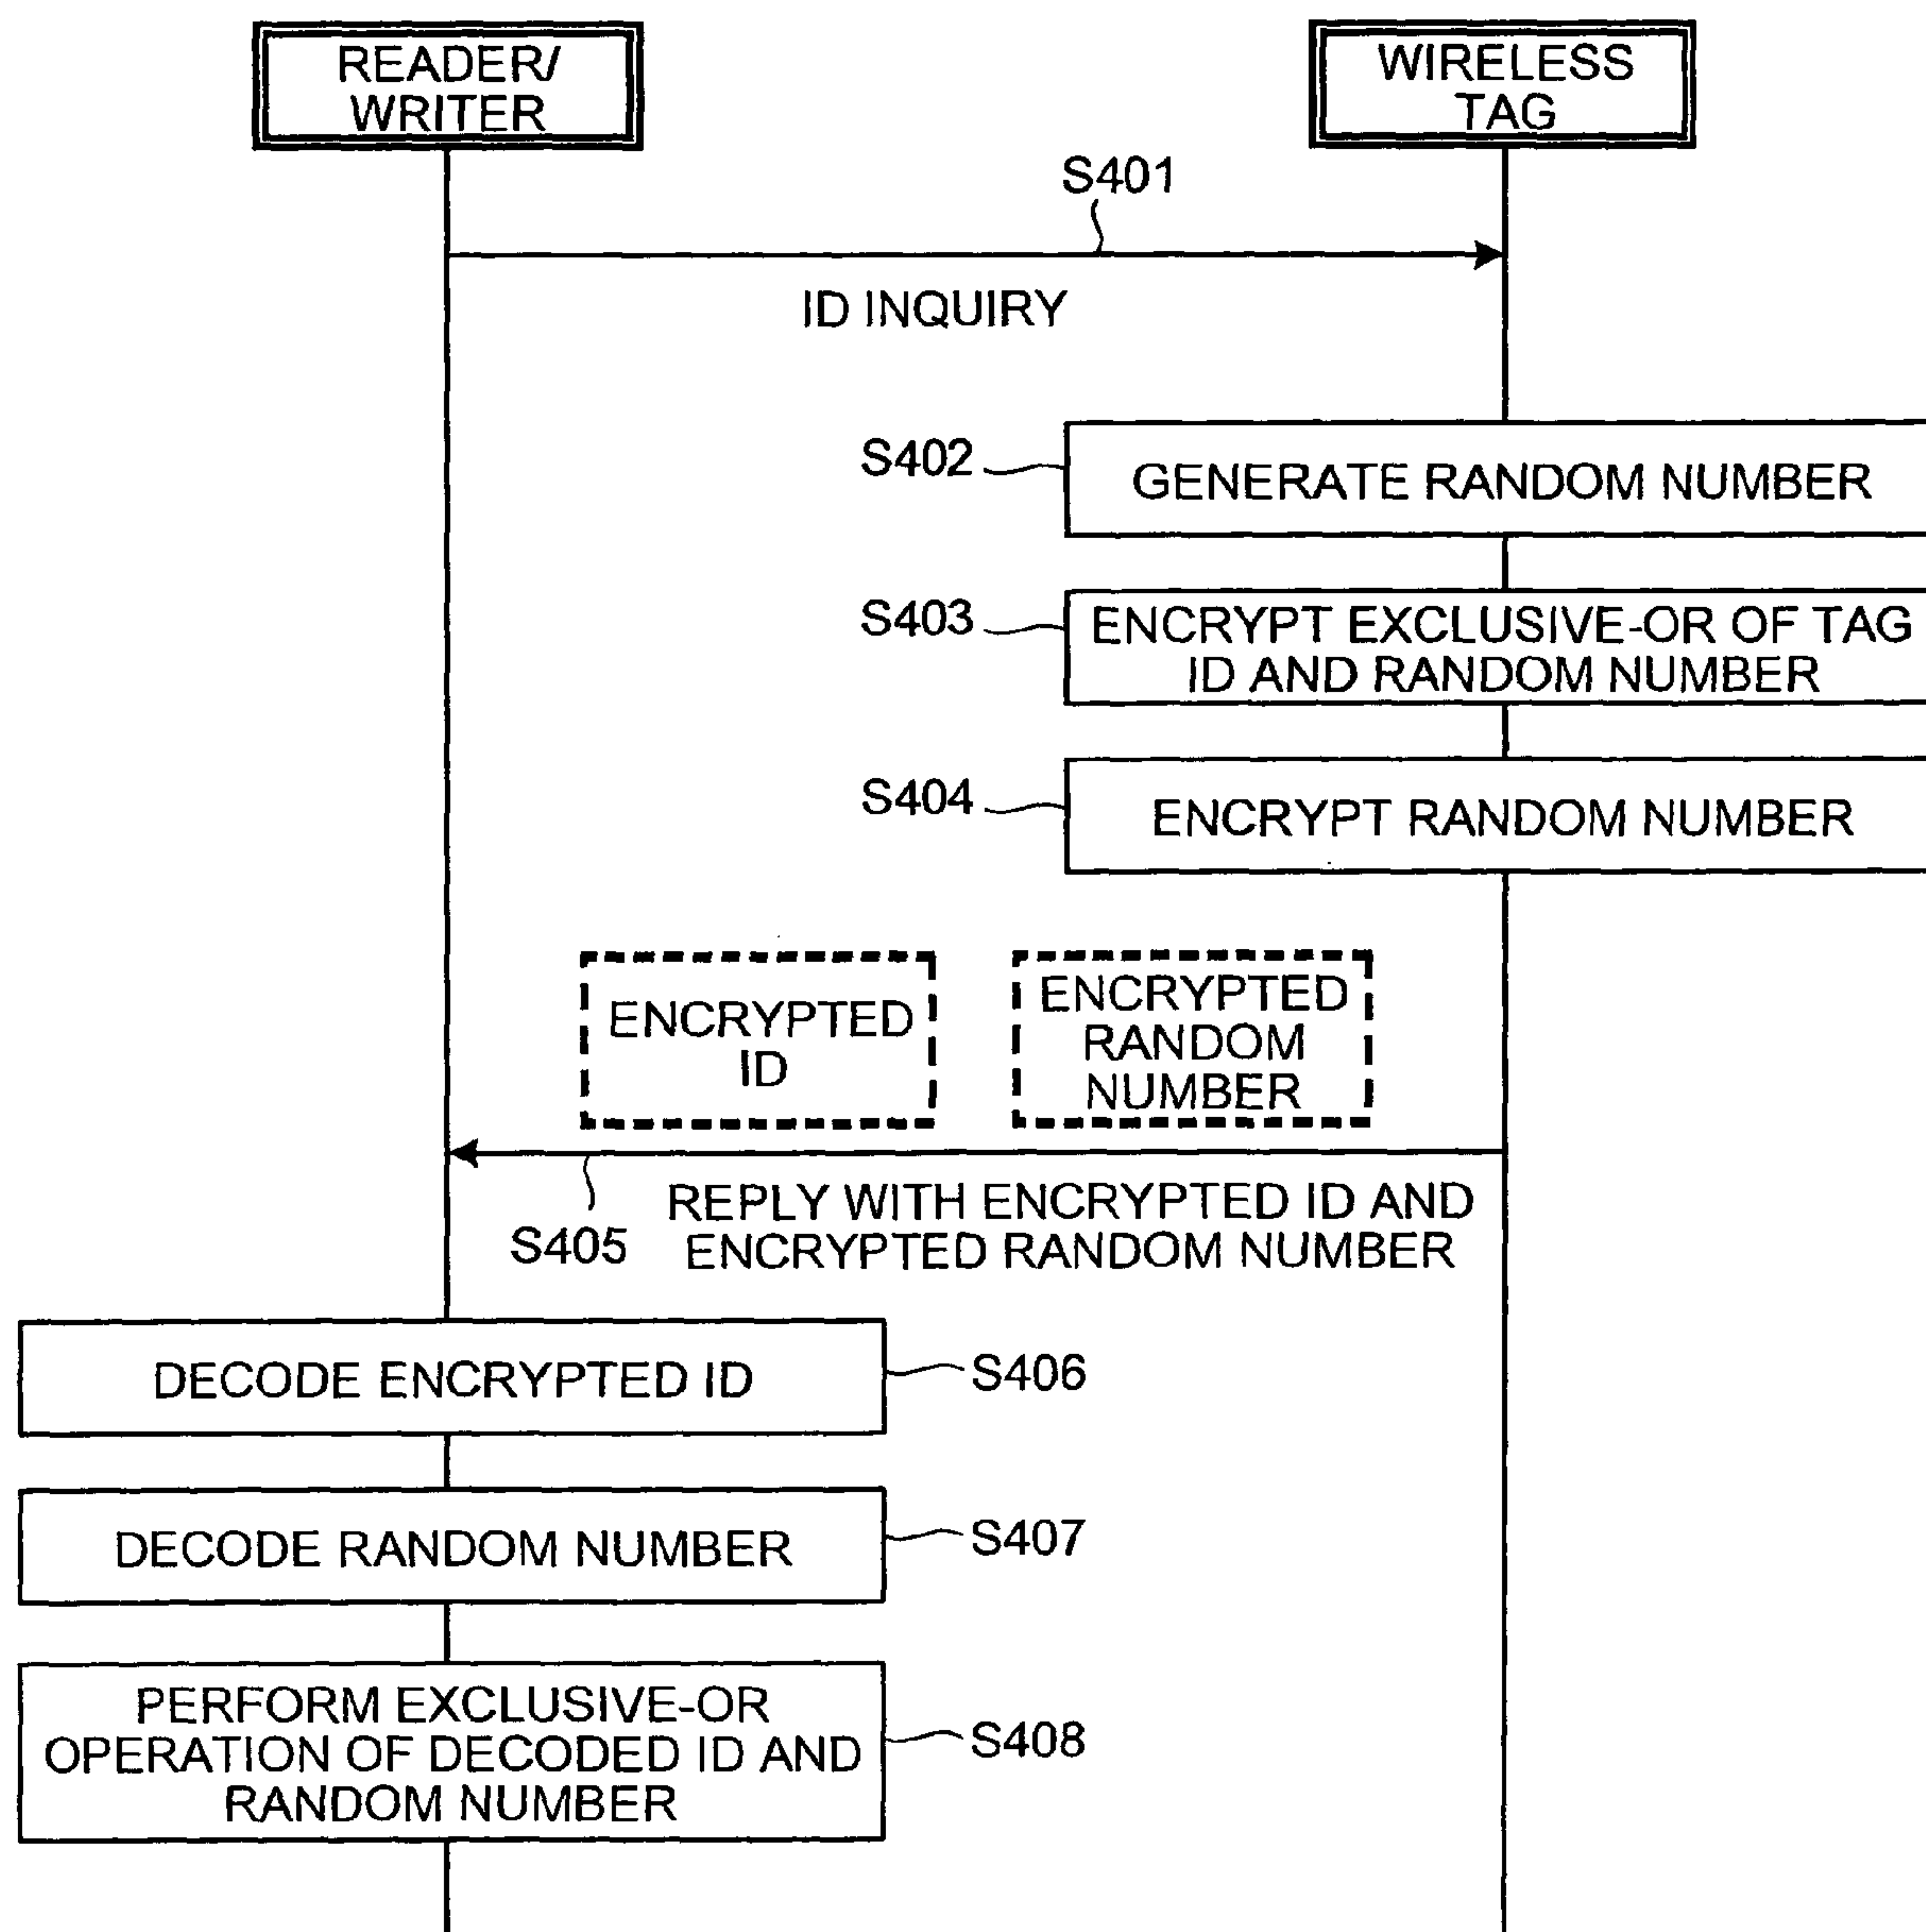 READER/
WRITER
WIRELESS
TAG
S401
ID INQUIRY
S402
GENERATE RANDOM NUMBER
S403
ENCRYPT EXCLUSIVE-OR OF TAG
ID AND RANDOM NUMBER
S404
ENCRYPT RANDOM NUMBER
ENCRYPTED
ID
ENCRYPTED
RANDOM
NUMBER
S405
REPLY WITH ENCRYPTED ID AND
ENCRYPTED RANDOM NUMBER
DECODE ENCRYPTED ID
S406
DECODE RANDOM NUMBER
S407
PERFORM EXCLUSIVE-OR
OPERATION OF DECODED ID AND
RANDOM NUMBER
S408